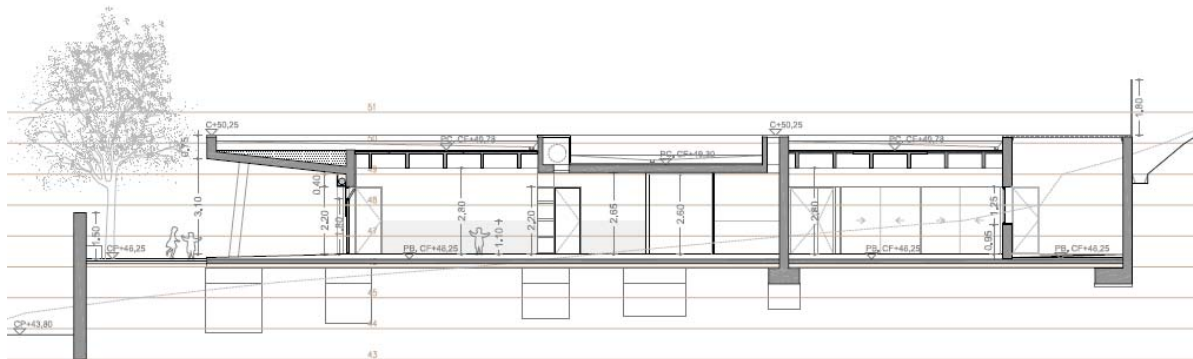 51
1,80
C+50,25
C+50,25
50
PC. CF+49,73
PC. CF+49,73
0,75
PC. CF+49,30
49
0,40
48
3,10
2,20
1,80
2,80
2,20
2,65
2,60
2,80
1,25
1,10
1,50
47
0,95
CP+46,25
PB. CF+46,25
PB. CF+46,25
PB. CF+46,25
45
CP+43,80
44
43